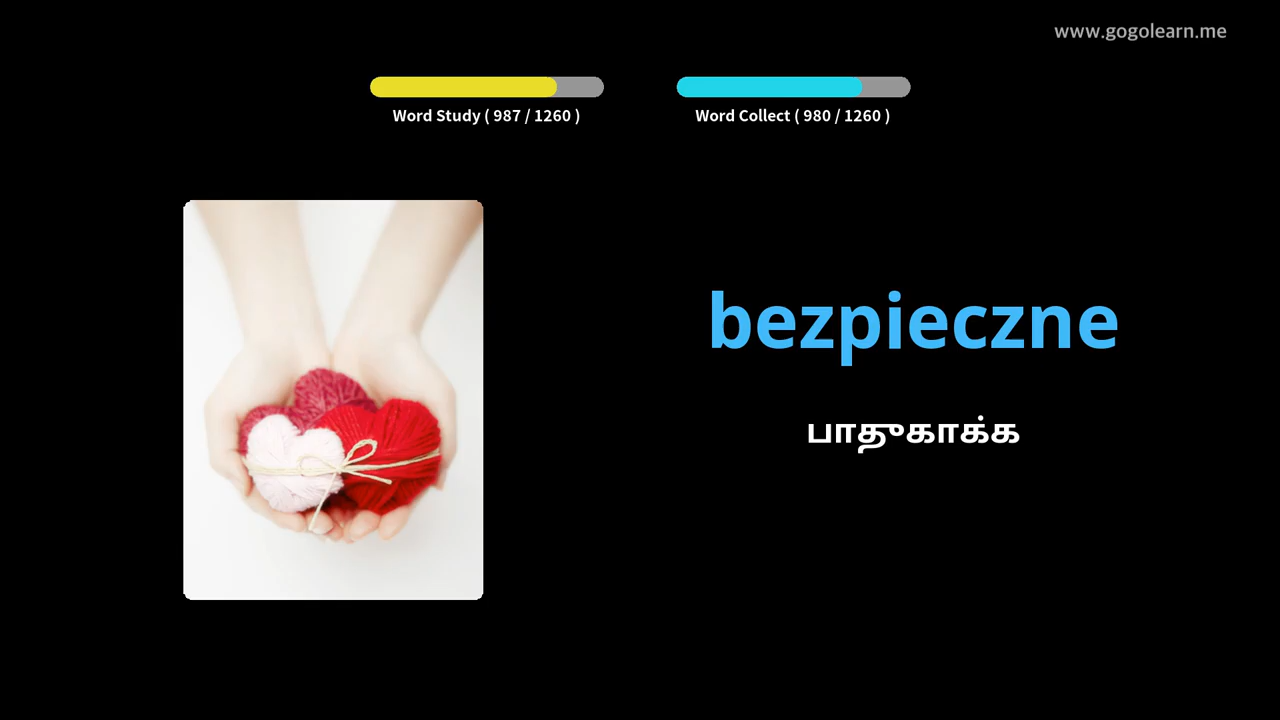 www.gogolearn.me
Word Study ( 987 / 1260 )
Word Collect ( 980 / 1260 )
bezpieczne
பாதுகாக்க